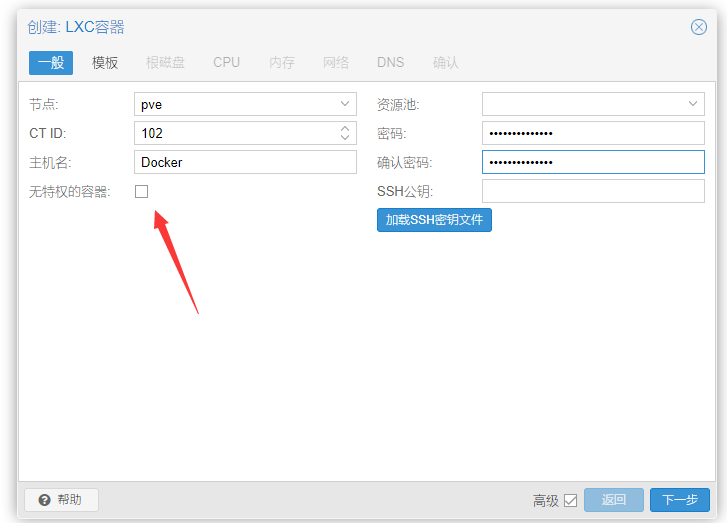 创建: LXC容器
一般 模板 根磁盘 CPU 内存 网络 DNS 确认
节点: pve
CT ID: 102
主机名: Docker
无特权的容器:
资源池:
密码: ••••••••••••••
确认密码: ••••••••••••••
SSH公钥:
加载SSH密钥文件
帮助
高级 返回 下一步